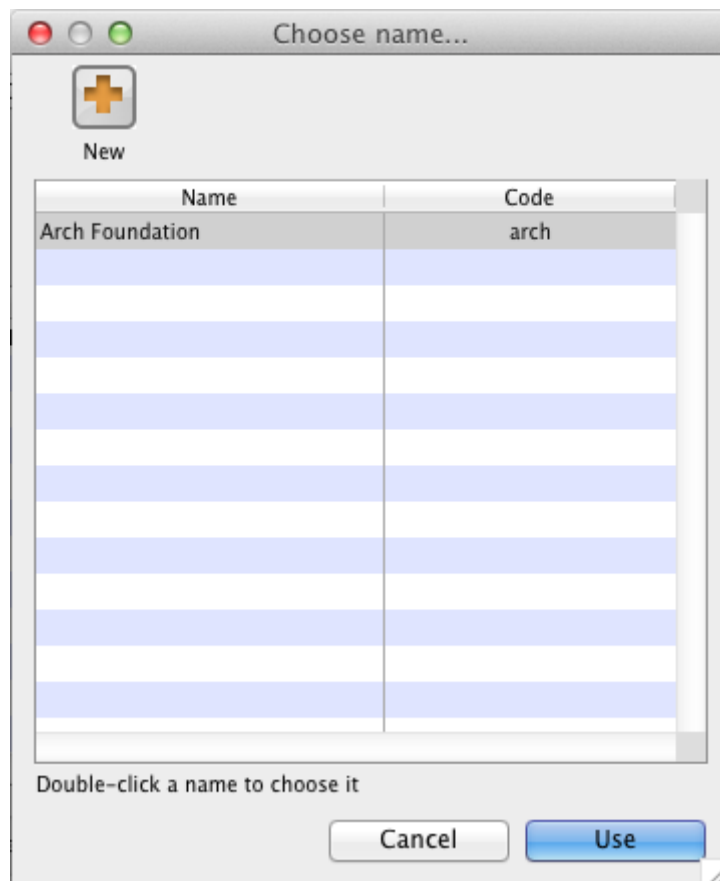 Choose name...
New
Name Code
Arch Foundation arch
Double-click a name to choose it
Cancel Use